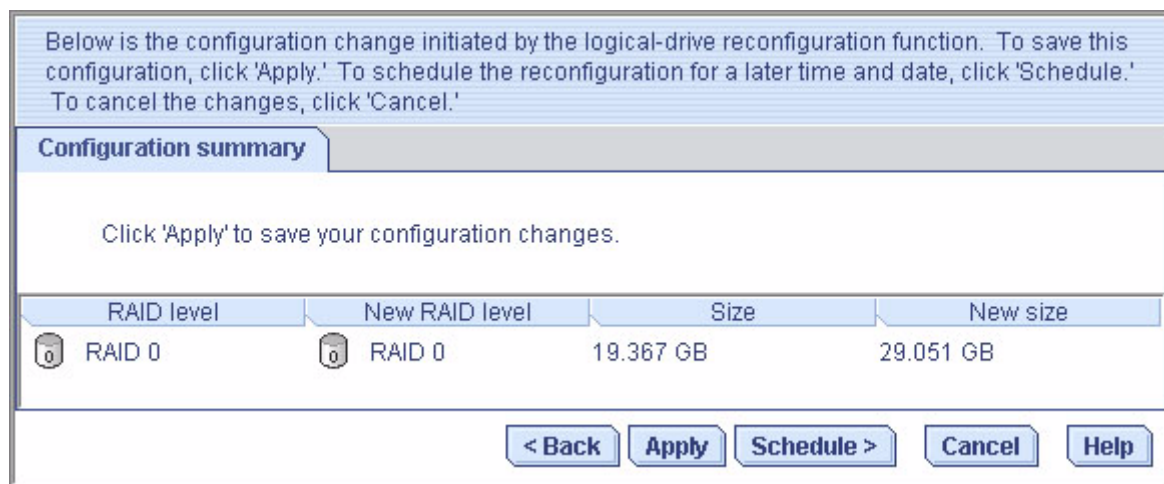 Below is the configuration change initiated by the logical-drive reconfiguration function. To save this
configuration, click 'Apply.' To schedule the reconfiguration for a later time and date, click 'Schedule.'
To cancel the changes, click 'Cancel.'
Configuration summary
Click 'Apply' to save your configuration changes.
RAID level New RAID level Size New size
0 RAID 0 0 RAID 0 19.367 GB 29.051 GB
< Back Apply Schedule > Cancel Help